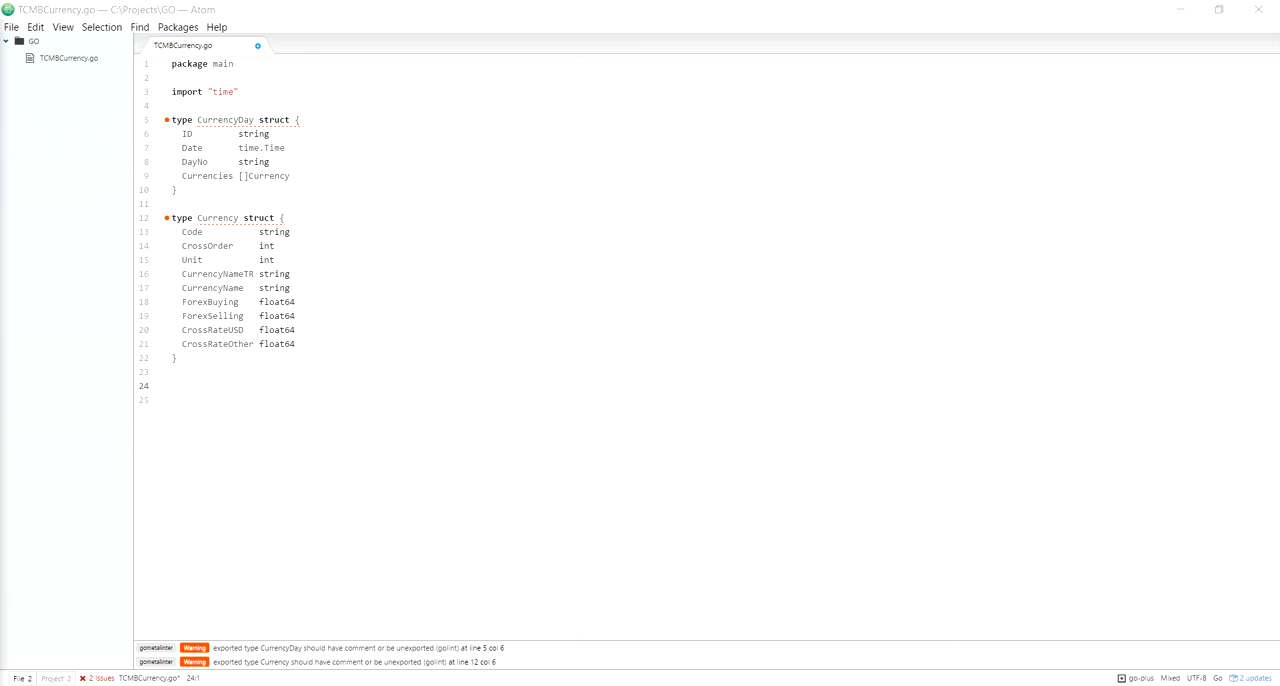 TCMBCurrency.go — C:\Projects\GO — Atom
File Edit View Selection Find Packages Help
GO
TCMBCurrency.go
TCMBCurrency.go
1 package main
2
3 import "time"
4
5 type CurrencyDay struct {
6 ID string
7 Date time.Time
8 DayNo string
9 Currencies []Currency
10 }
11
12 type Currency struct {
13 Code string
14 CrossOrder int
15 Unit int
16 CurrencyNameTR string
17 CurrencyName string
18 ForexBuying float64
19 ForexSelling float64
20 CrossRateUSD float64
21 CrossRateOther float64
22 }
23
24
25
gometalinter Warning exported type CurrencyDay should have comment or be unexported (golint) at line 5 col 6
gometalinter Warning exported type Currency should have comment or be unexported (golint) at line 12 col 6
File 2 Project 2 2 Issues TCMBCurrency.go* 24:1 go-plus Mixed UTF-8 Go 2 updates